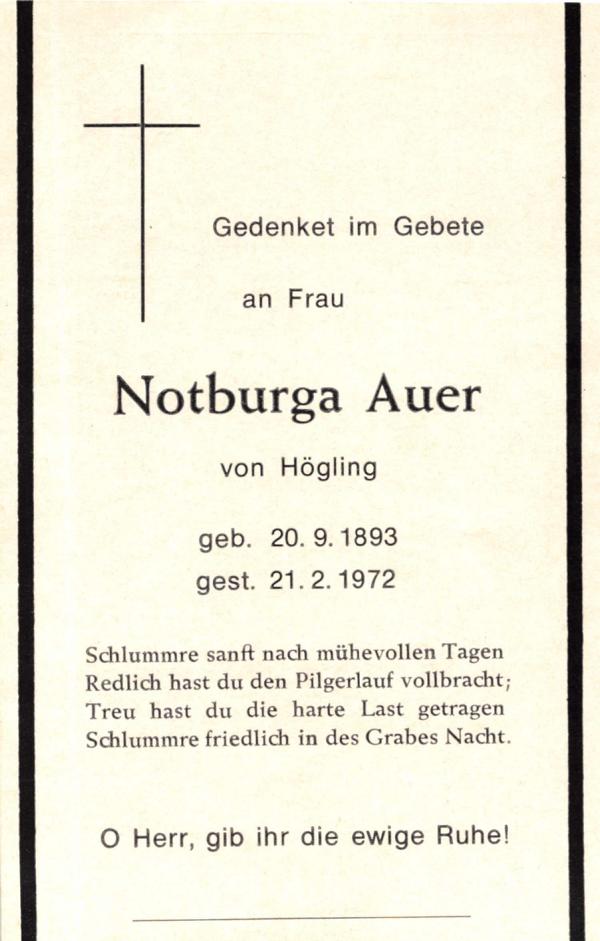 Gedenket im Gebete
an Frau
Notburga Auer
von Högling
geb. 20. 9. 1893
gest. 21. 2. 1972
Schlummre sanft nach mühevollen Tagen
Redlich hast du den Pilgerlauf vollbracht;
Treu hast du die harte Last getragen
Schlummre friedlich in des Grabes Nacht.
O Herr, gib ihr die ewige Ruhe!